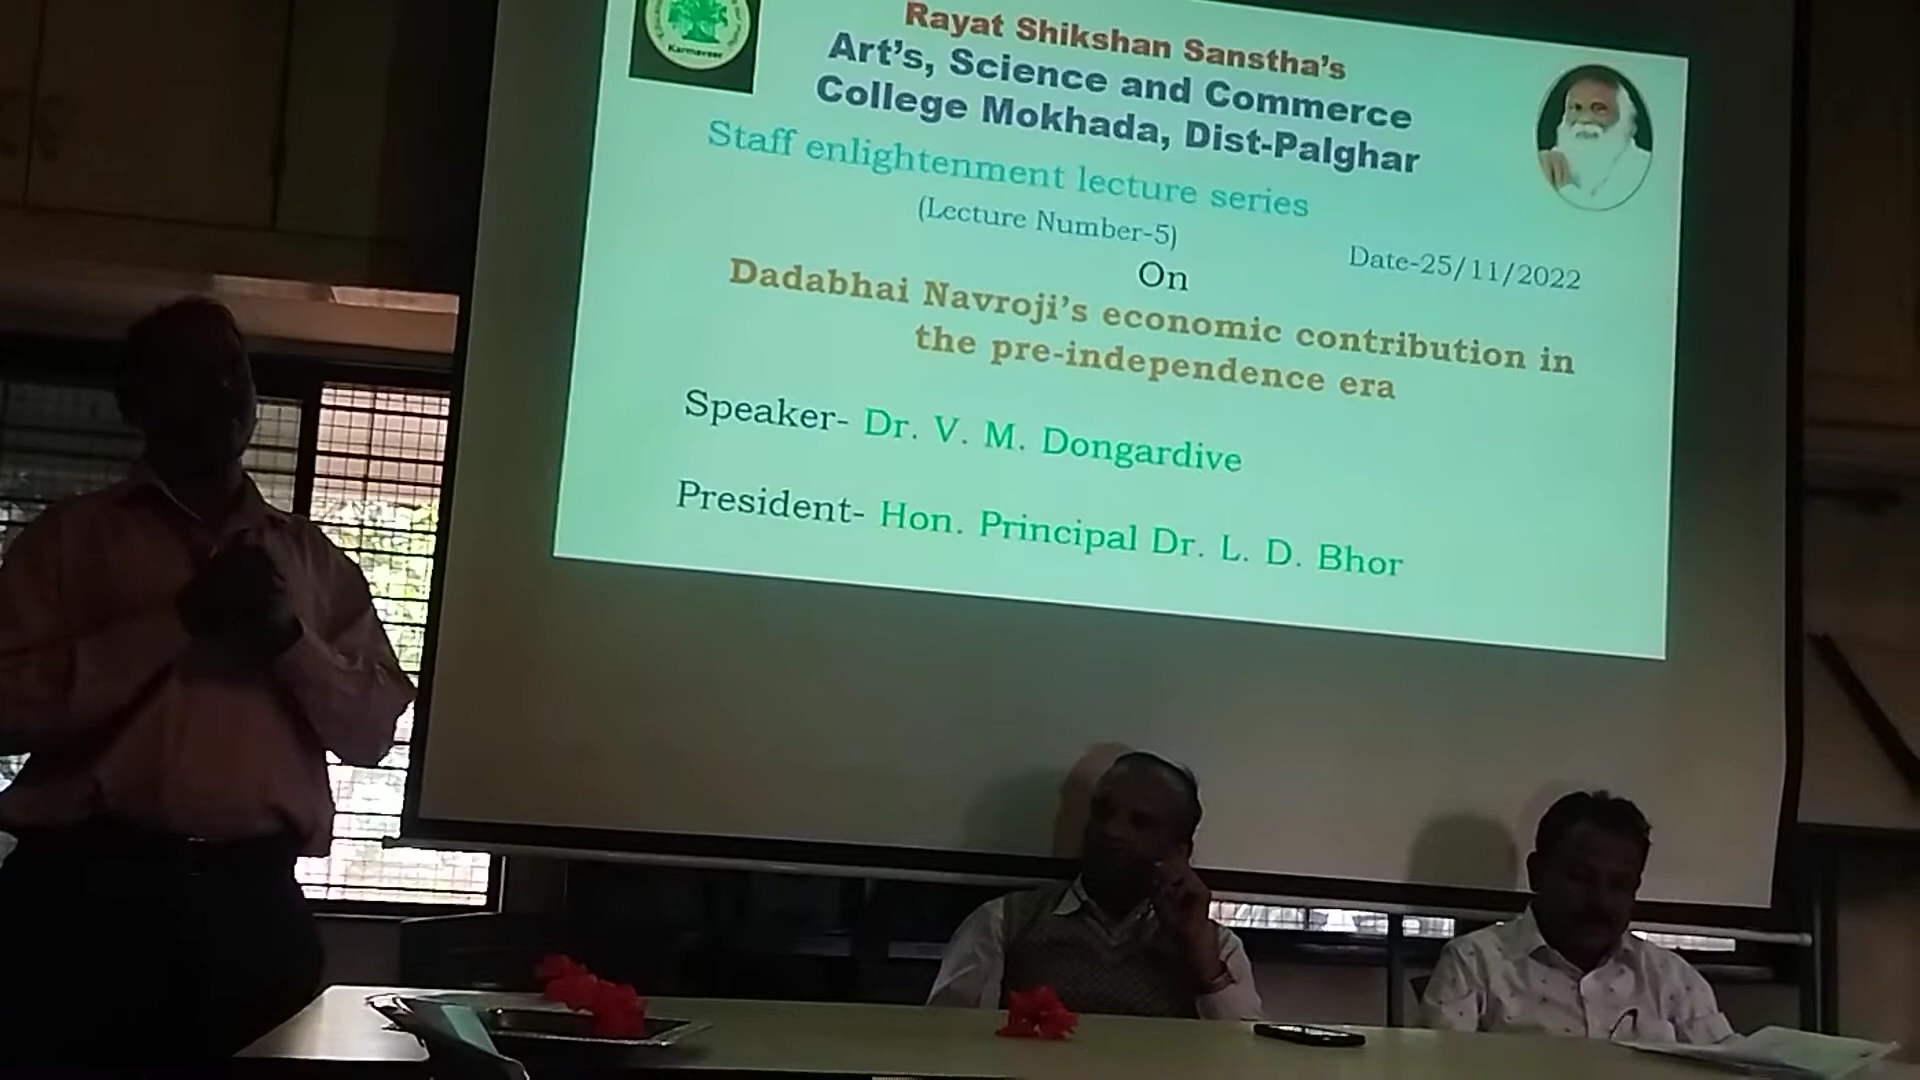 Karmaveer
Rayat Shikshan Sanstha's
Art's, Science and Commerce
College Mokhada, Dist-Palghar
Staff enlightenment lecture series
(Lecture Number-5)
Date-25/11/2022
On
Dadabhai Navroji's economic contribution in
the pre-independence era
Speaker- Dr. V. M. Dongardive
President- Hon. Principal Dr. L. D. Bhor